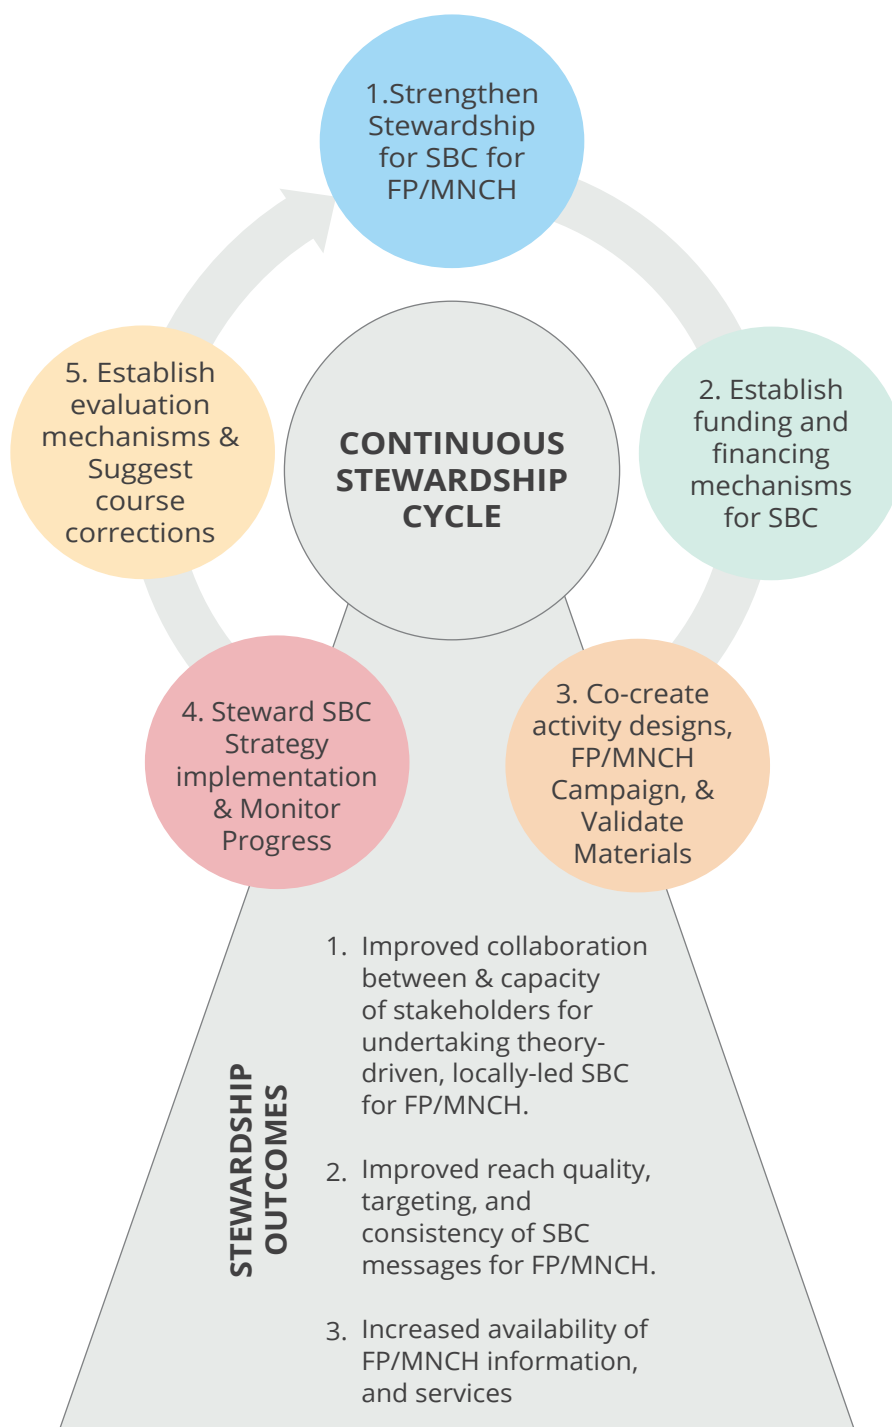 1.Strengthen
Stewardship
for SBC for
FP/MNCH
2. Establish
funding and
financing
mechanisms
for SBC
3. Co-create
activity designs,
FP/MNCH
Campaign, &
Validate
Materials
4. Steward SBC
Strategy
implementation
& Monitor
Progress
5. Establish
evaluation
mechanisms &
Suggest
course
corrections
CONTINUOUS
STEWARDSHIP
CYCLE
STEWARDSHIP
OUTCOMES
1. Improved collaboration
between & capacity
of stakeholders for
undertaking theory-
driven, locally-led SBC
for FP/MNCH.
2. Improved reach quality,
targeting, and
consistency of SBC
messages for FP/MNCH.
3. Increased availability of
FP/MNCH information,
and services